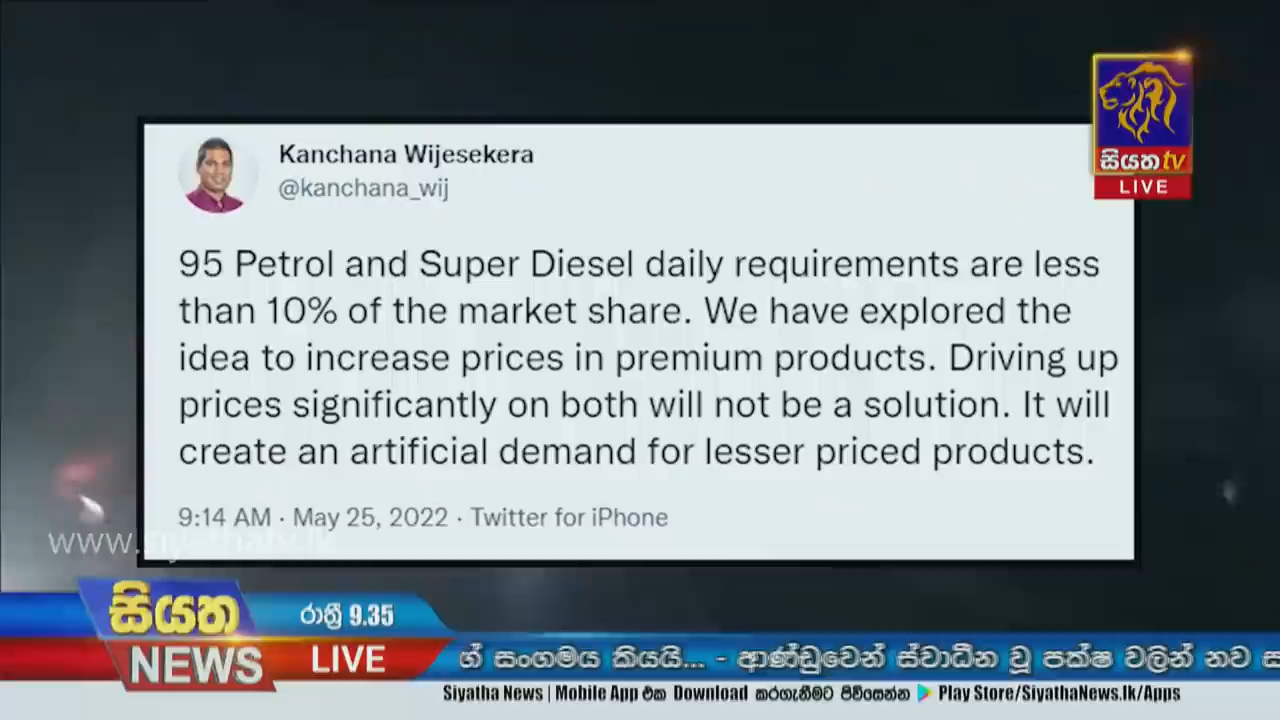 Kanchana Wijesekera
@kanchana_wij
95 Petrol and Super Diesel daily requirements are less
than 10% of the market share. We have explored the
idea to increase prices in premium products. Driving up
prices significantly on both will not be a solution. It will
create an artificial demand for lesser priced products.
9:14 AM · May 25, 2022 · Twitter for iPhone
සියත tv
LIVE
www.siyathatv.lk
සියත
NEWS
රාත්‍රී 9.35
LIVE
ග් සංගමය කියයි... - ආණ්ඩුවෙන් ස්වාධීන වූ පක්ෂ වලින් නව ස
Siyatha News | Mobile App එක Download කරගැනීමට පිවිසෙන්න Play Store/SiyathaNews.lk/Apps